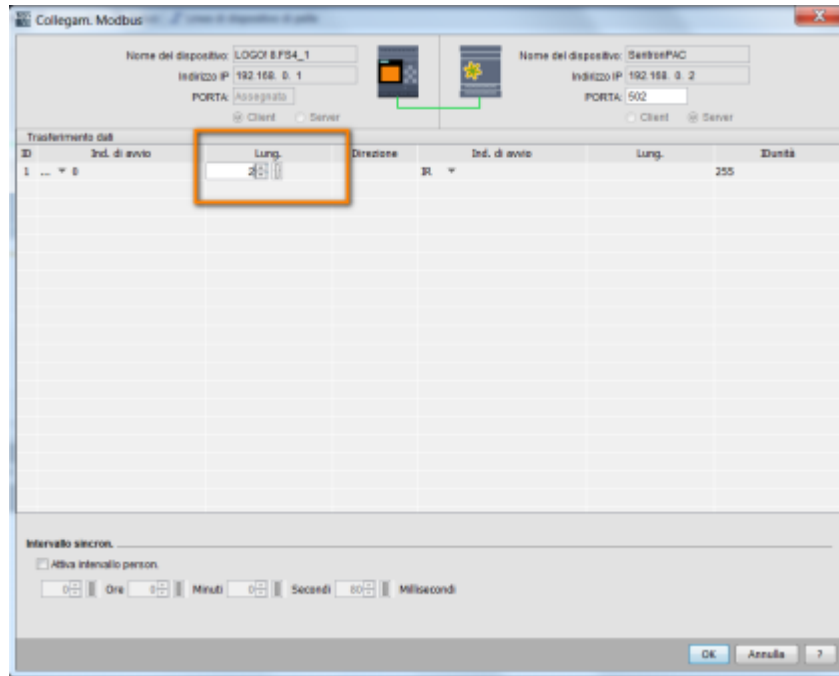 Collegam. Modbus
Nome del dispositivo: LOGO! 8.FS4_1
Nome del dispositivo: SentronPAC
Indirizzo IP 192.168. 0. 1
Indirizzo IP 192.168. 0. 2
PORTA: Assegnata
PORTA: 502
Client Server
Client Server
Trasferimento dati
ID Ind. di avvio Lung. Direzione Ind. di avvio Lung. IDunità
1 ... 0 2 IR 255
Intervallo sincron.
Attiva intervallo person.
0 Ore 0 Minuti 0 Secondi 80 Millisecondi
OK Annulla ?